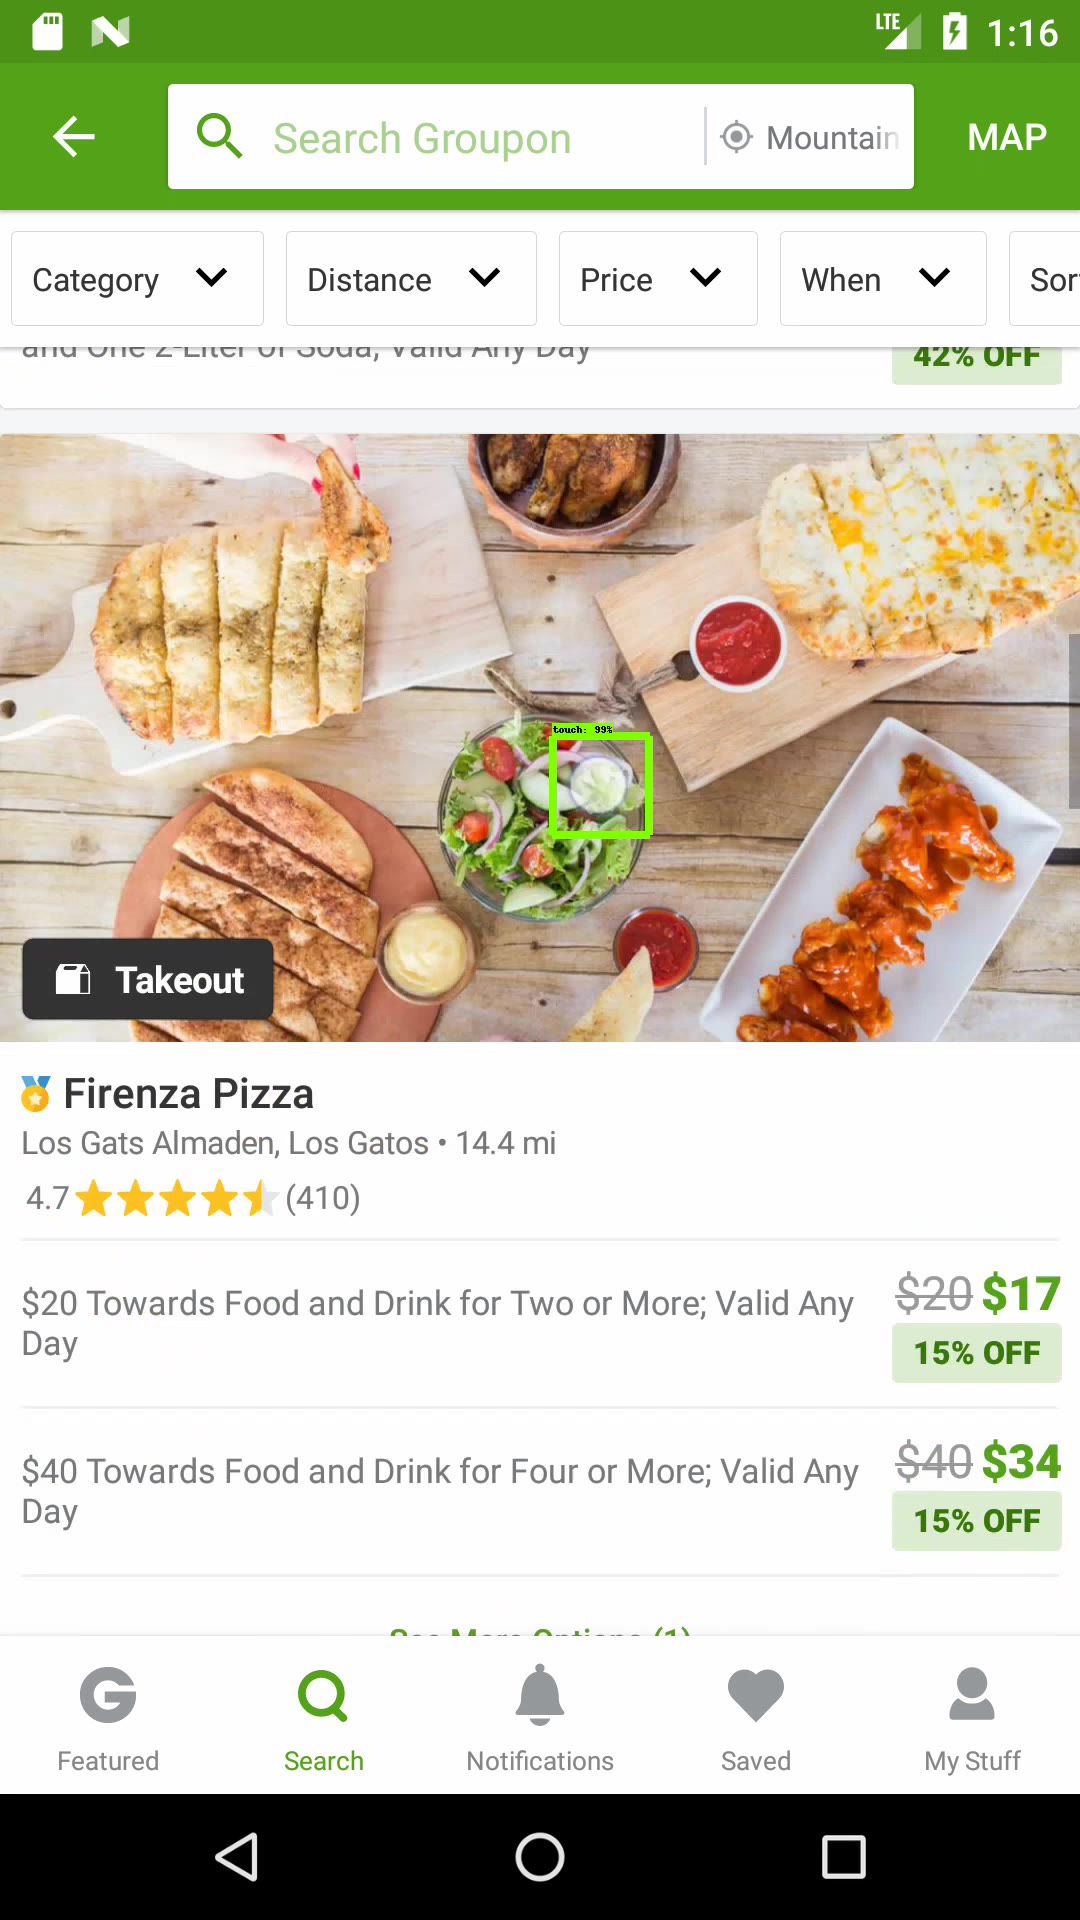 LTE 1:16
Search Groupon Mountain MAP
Category Distance Price When Sor
and One 2-Liter of Soda, Valid Any Day
42% OFF
touch: 99%
Takeout
Firenza Pizza
Los Gats Almaden, Los Gatos • 14.4 mi
4.7 (410)
$20 Towards Food and Drink for Two or More; Valid Any
Day
$20 $17
15% OFF
$40 Towards Food and Drink for Four or More; Valid Any
Day
$40 $34
15% OFF
See More Options (1)
Featured Search Notifications Saved My Stuff